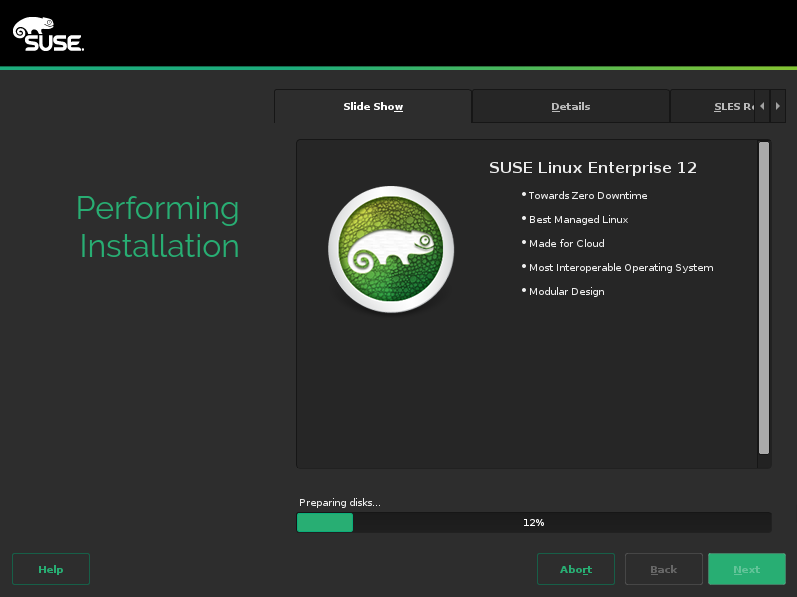 SUSE
Slide Show
Details
Performing
Installation
SUSE Linux Enterprise 12
• Towards Zero Downtime
• Best Managed Linux
• Made for Cloud
• Most Interoperable Operating System
• Modular Design
Preparing disks...
12%
Help
Abort
Back
Next